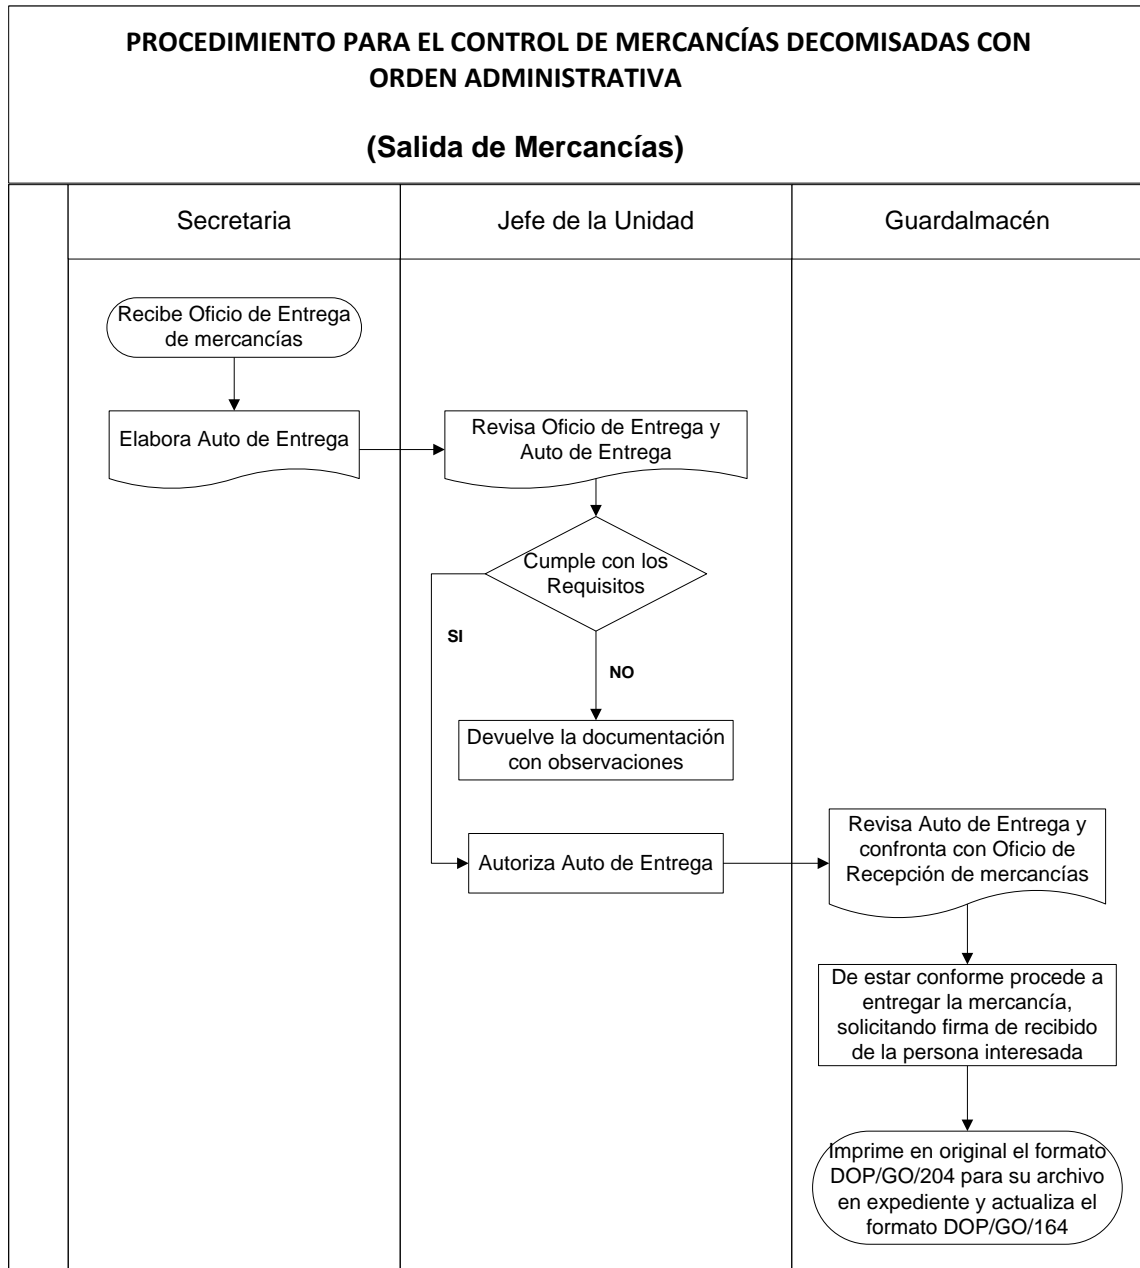 PROCEDIMIENTO PARA EL CONTROL DE MERCANCÍAS DECOMISADAS CON
ORDEN ADMINISTRATIVA
(Salida de Mercancías)
Secretaria
Jefe de la Unidad
Guardalmacén
Recibe Oficio de Entrega
de mercancías
Elabora Auto de Entrega
Revisa Oficio de Entrega y
Auto de Entrega
Cumple con los
Requisitos
SI
NO
Devuelve la documentación
con observaciones
Autoriza Auto de Entrega
Revisa Auto de Entrega y
confronta con Oficio de
Recepción de mercancías
De estar conforme procede a
entregar la mercancía,
solicitando firma de recibido
de la persona interesada
Imprime en original el formato
DOP/GO/204 para su archivo
en expediente y actualiza el
formato DOP/GO/164